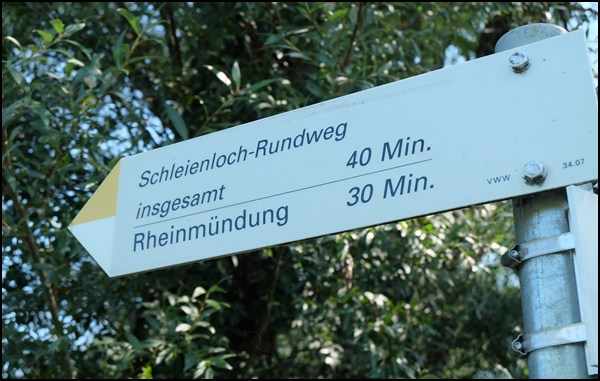 Schleienloch-Rundweg
insgesamt 40 Min.
Rheinmündung 30 Min.
VWW 34.07